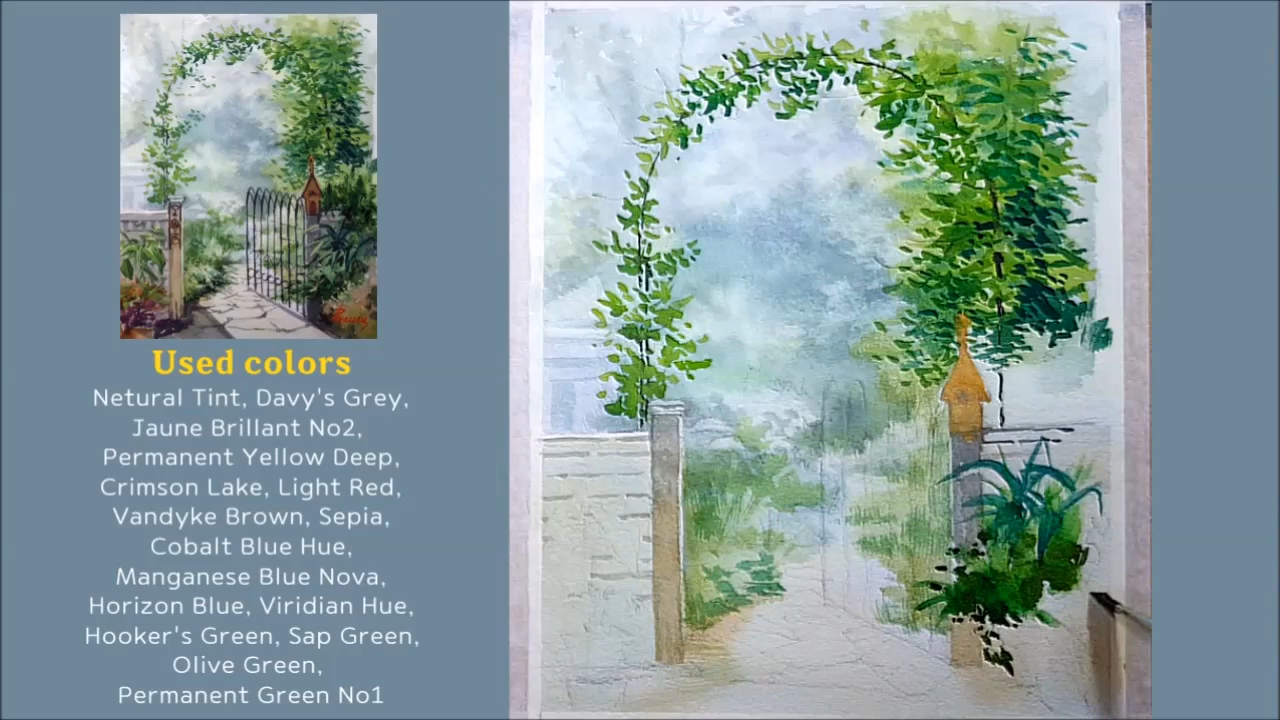 Used colors
Netural Tint, Davy's Grey,
Jaune Brillant No2,
Permanent Yellow Deep,
Crimson Lake, Light Red,
Vandyke Brown, Sepia,
Cobalt Blue Hue,
Manganese Blue Nova,
Horizon Blue, Viridian Hue,
Hooker's Green, Sap Green,
Olive Green,
Permanent Green No1